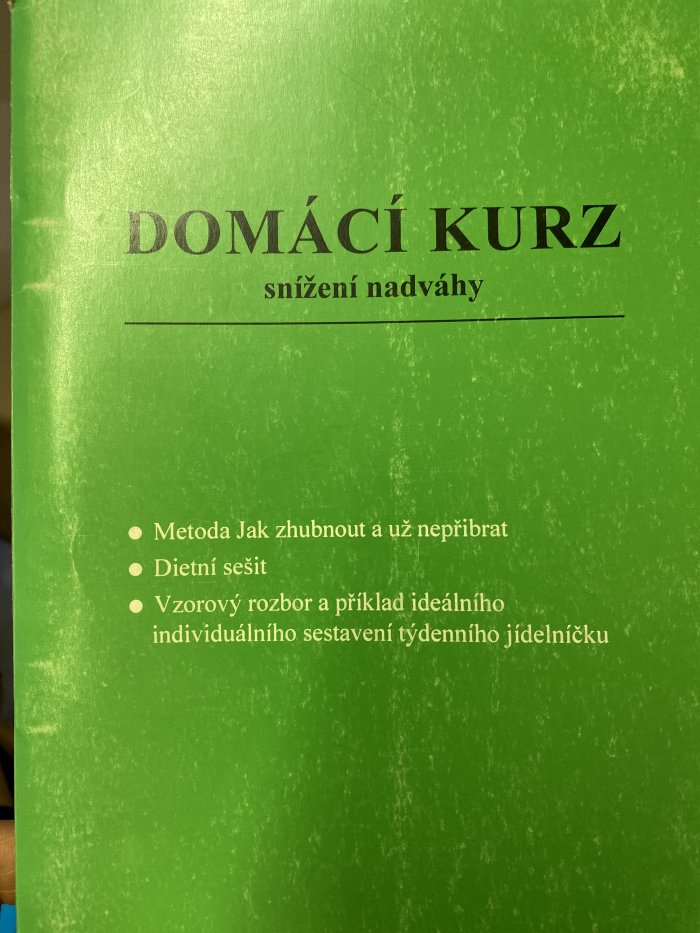 DOMÁCÍ KURZ
snížení nadváhy
● Metoda Jak zhubnout a už nepřibrat
● Dietní sešit
● Vzorový rozbor a příklad ideálního
individuálního sestavení týdenního jídelníčku